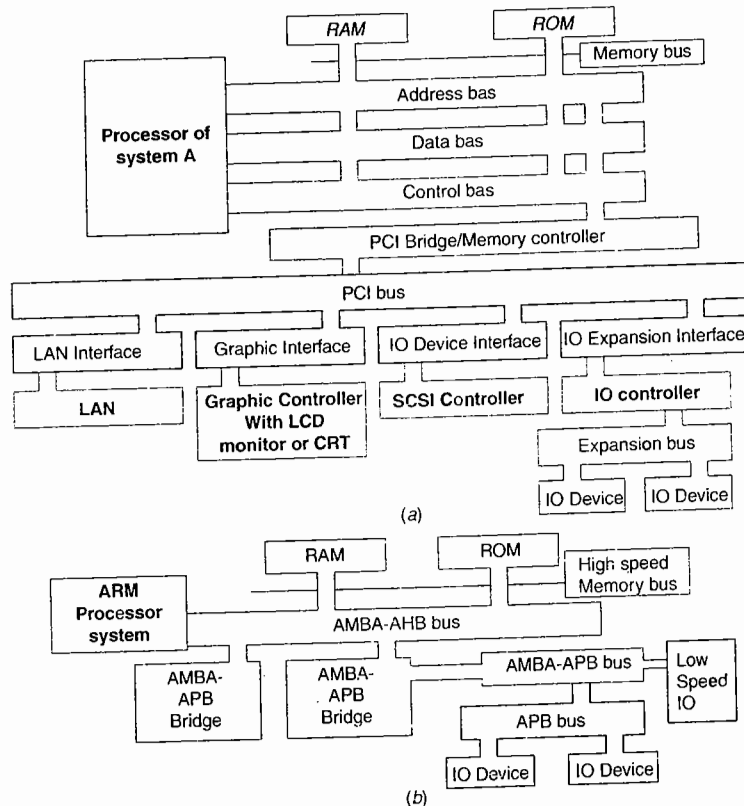 RAM
ROM
Memory bus
Address bas
Processor of
system A
Data bas
Control bas
PCI Bridge/Memory controller
PCI bus
LAN Interface
Graphic Interface
IO Device Interface
IO Expansion Interface
LAN
Graphic Controller
With LCD
monitor or CRT
SCSI Controller
IO controller
Expansion bus
IO Device
IO Device
(a)
RAM
ROM
High speed
Memory bus
ARM
Processor
system
AMBA-AHB bus
AMBA-
APB
Bridge
AMBA-
APB
Bridge
AMBA-APB bus
Low
Speed
IO
APB bus
IO Device
IO Device
(b)